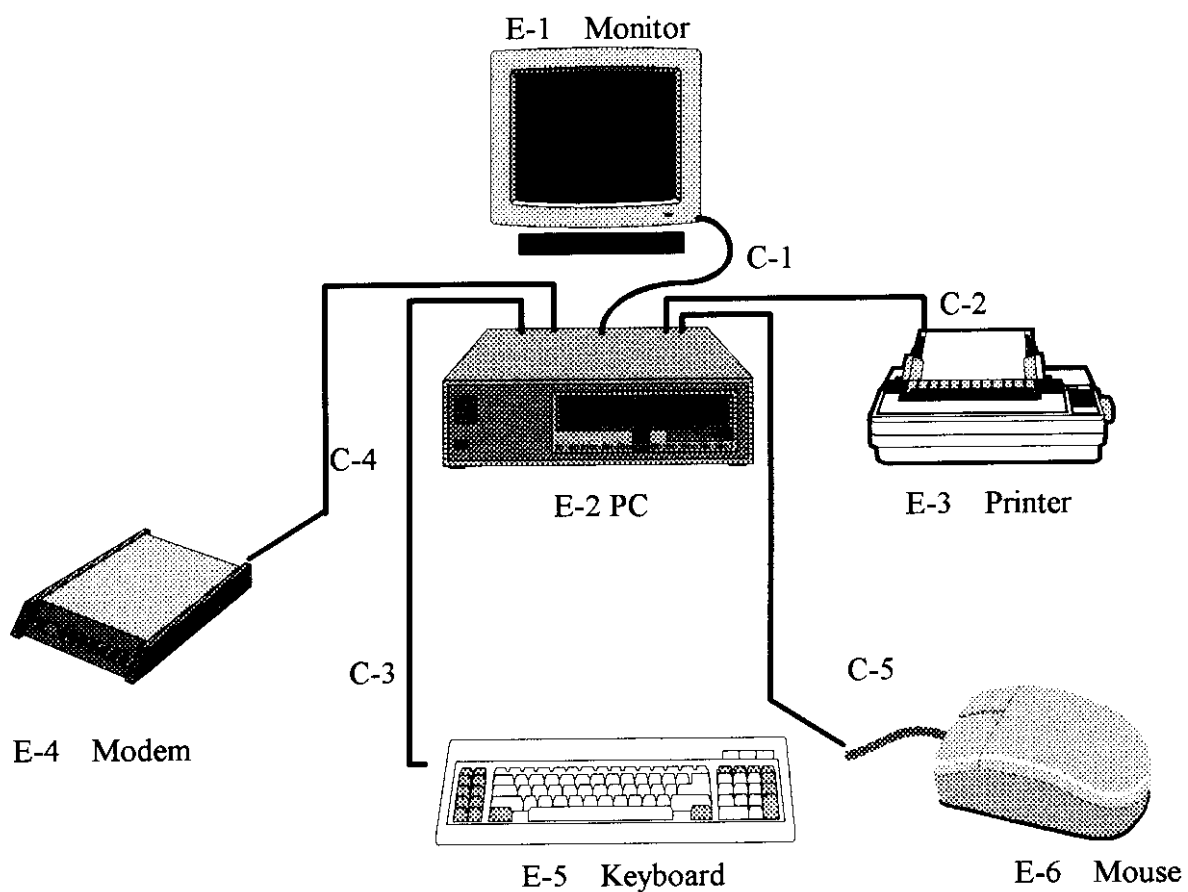 E-1 Monitor
C-1
C-2
C-4
E-2 PC
E-3 Printer
C-3
C-5
E-4 Modem
E-5 Keyboard
E-6 Mouse